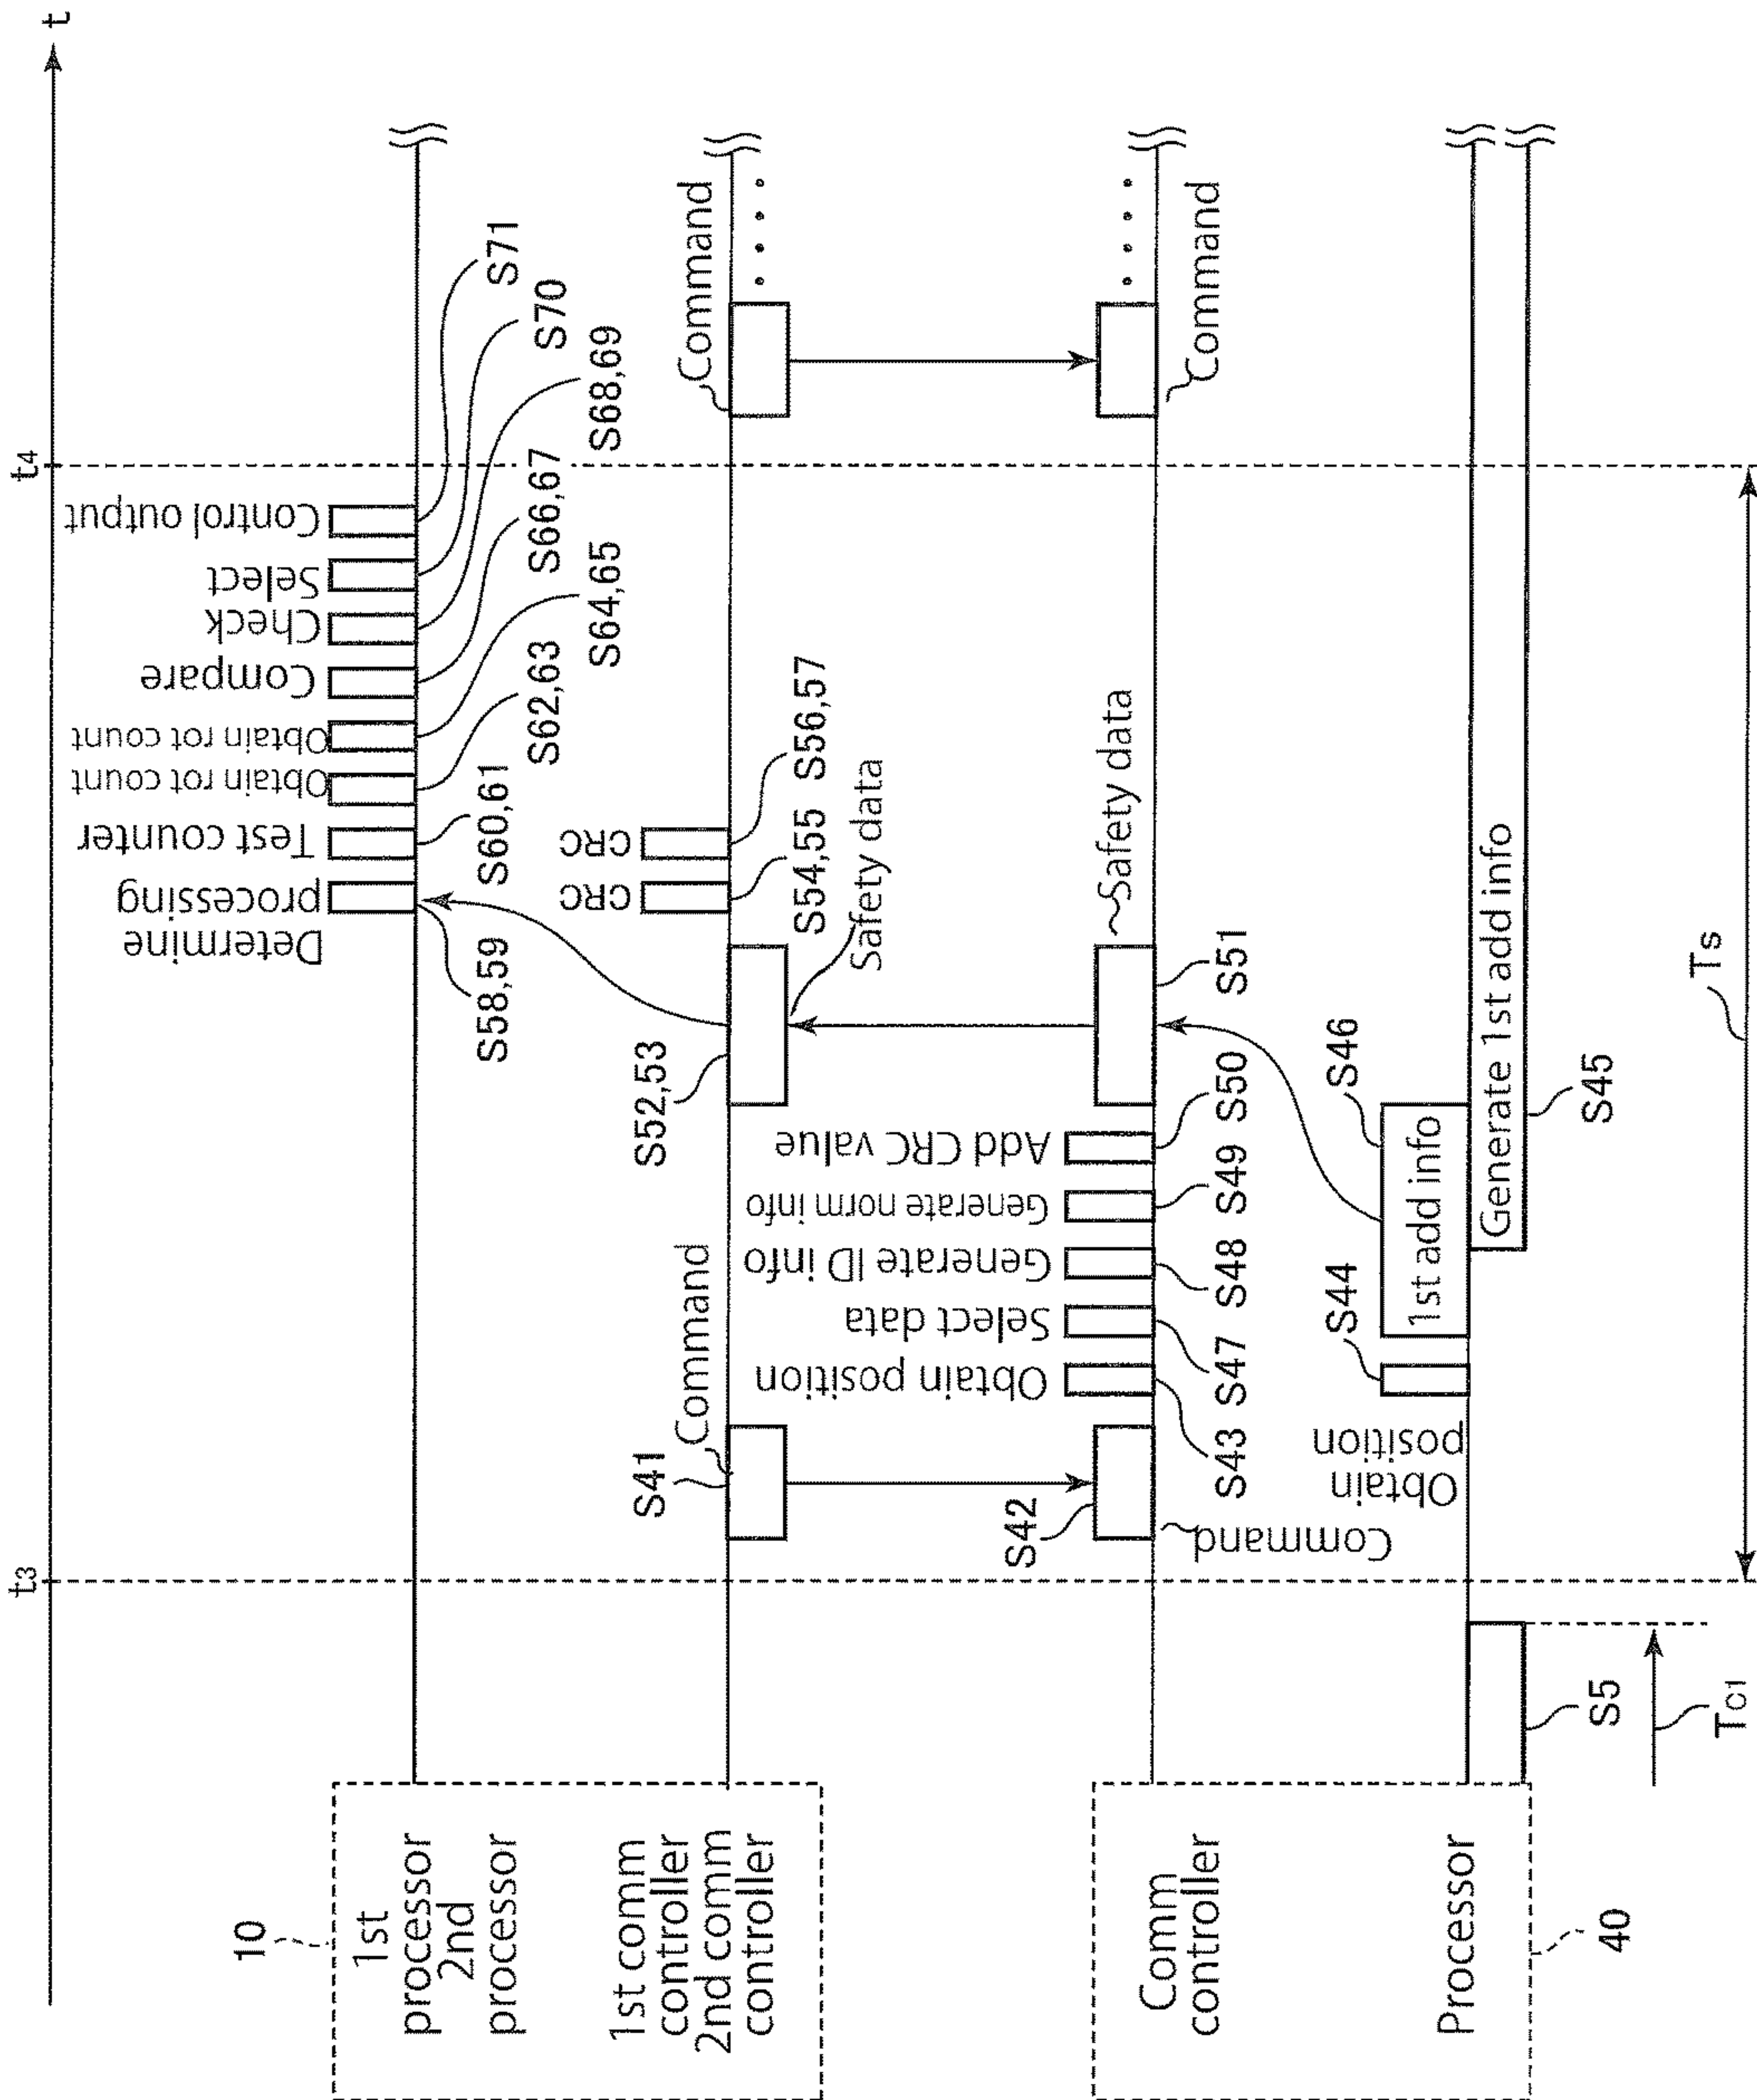 t
t3
t4
10
1st
processor
2nd
processor
Determine
processing
Test counter
Obtain rot count
Obtain rot count
Compare
Check
Select
Control output
S58,59
S60,61
S62,63
S64,65
S66,67
S68,69
S70
S71
1st comm
controller
2nd comm
controller
S41
Command
S52,53
Safety data
CRC
CRC
S54,55
S56,57
Command
Comm
controller
S42
Command
Obtain position
Select data
Generate ID info
Generate norm info
Add CRC value
S43
S47
S48
S49
S50
S51
Safety data
Command
Processor
40
S5
TC1
Obtain
position
S44
1st add info
S46
Generate 1st add info
S45
Ts